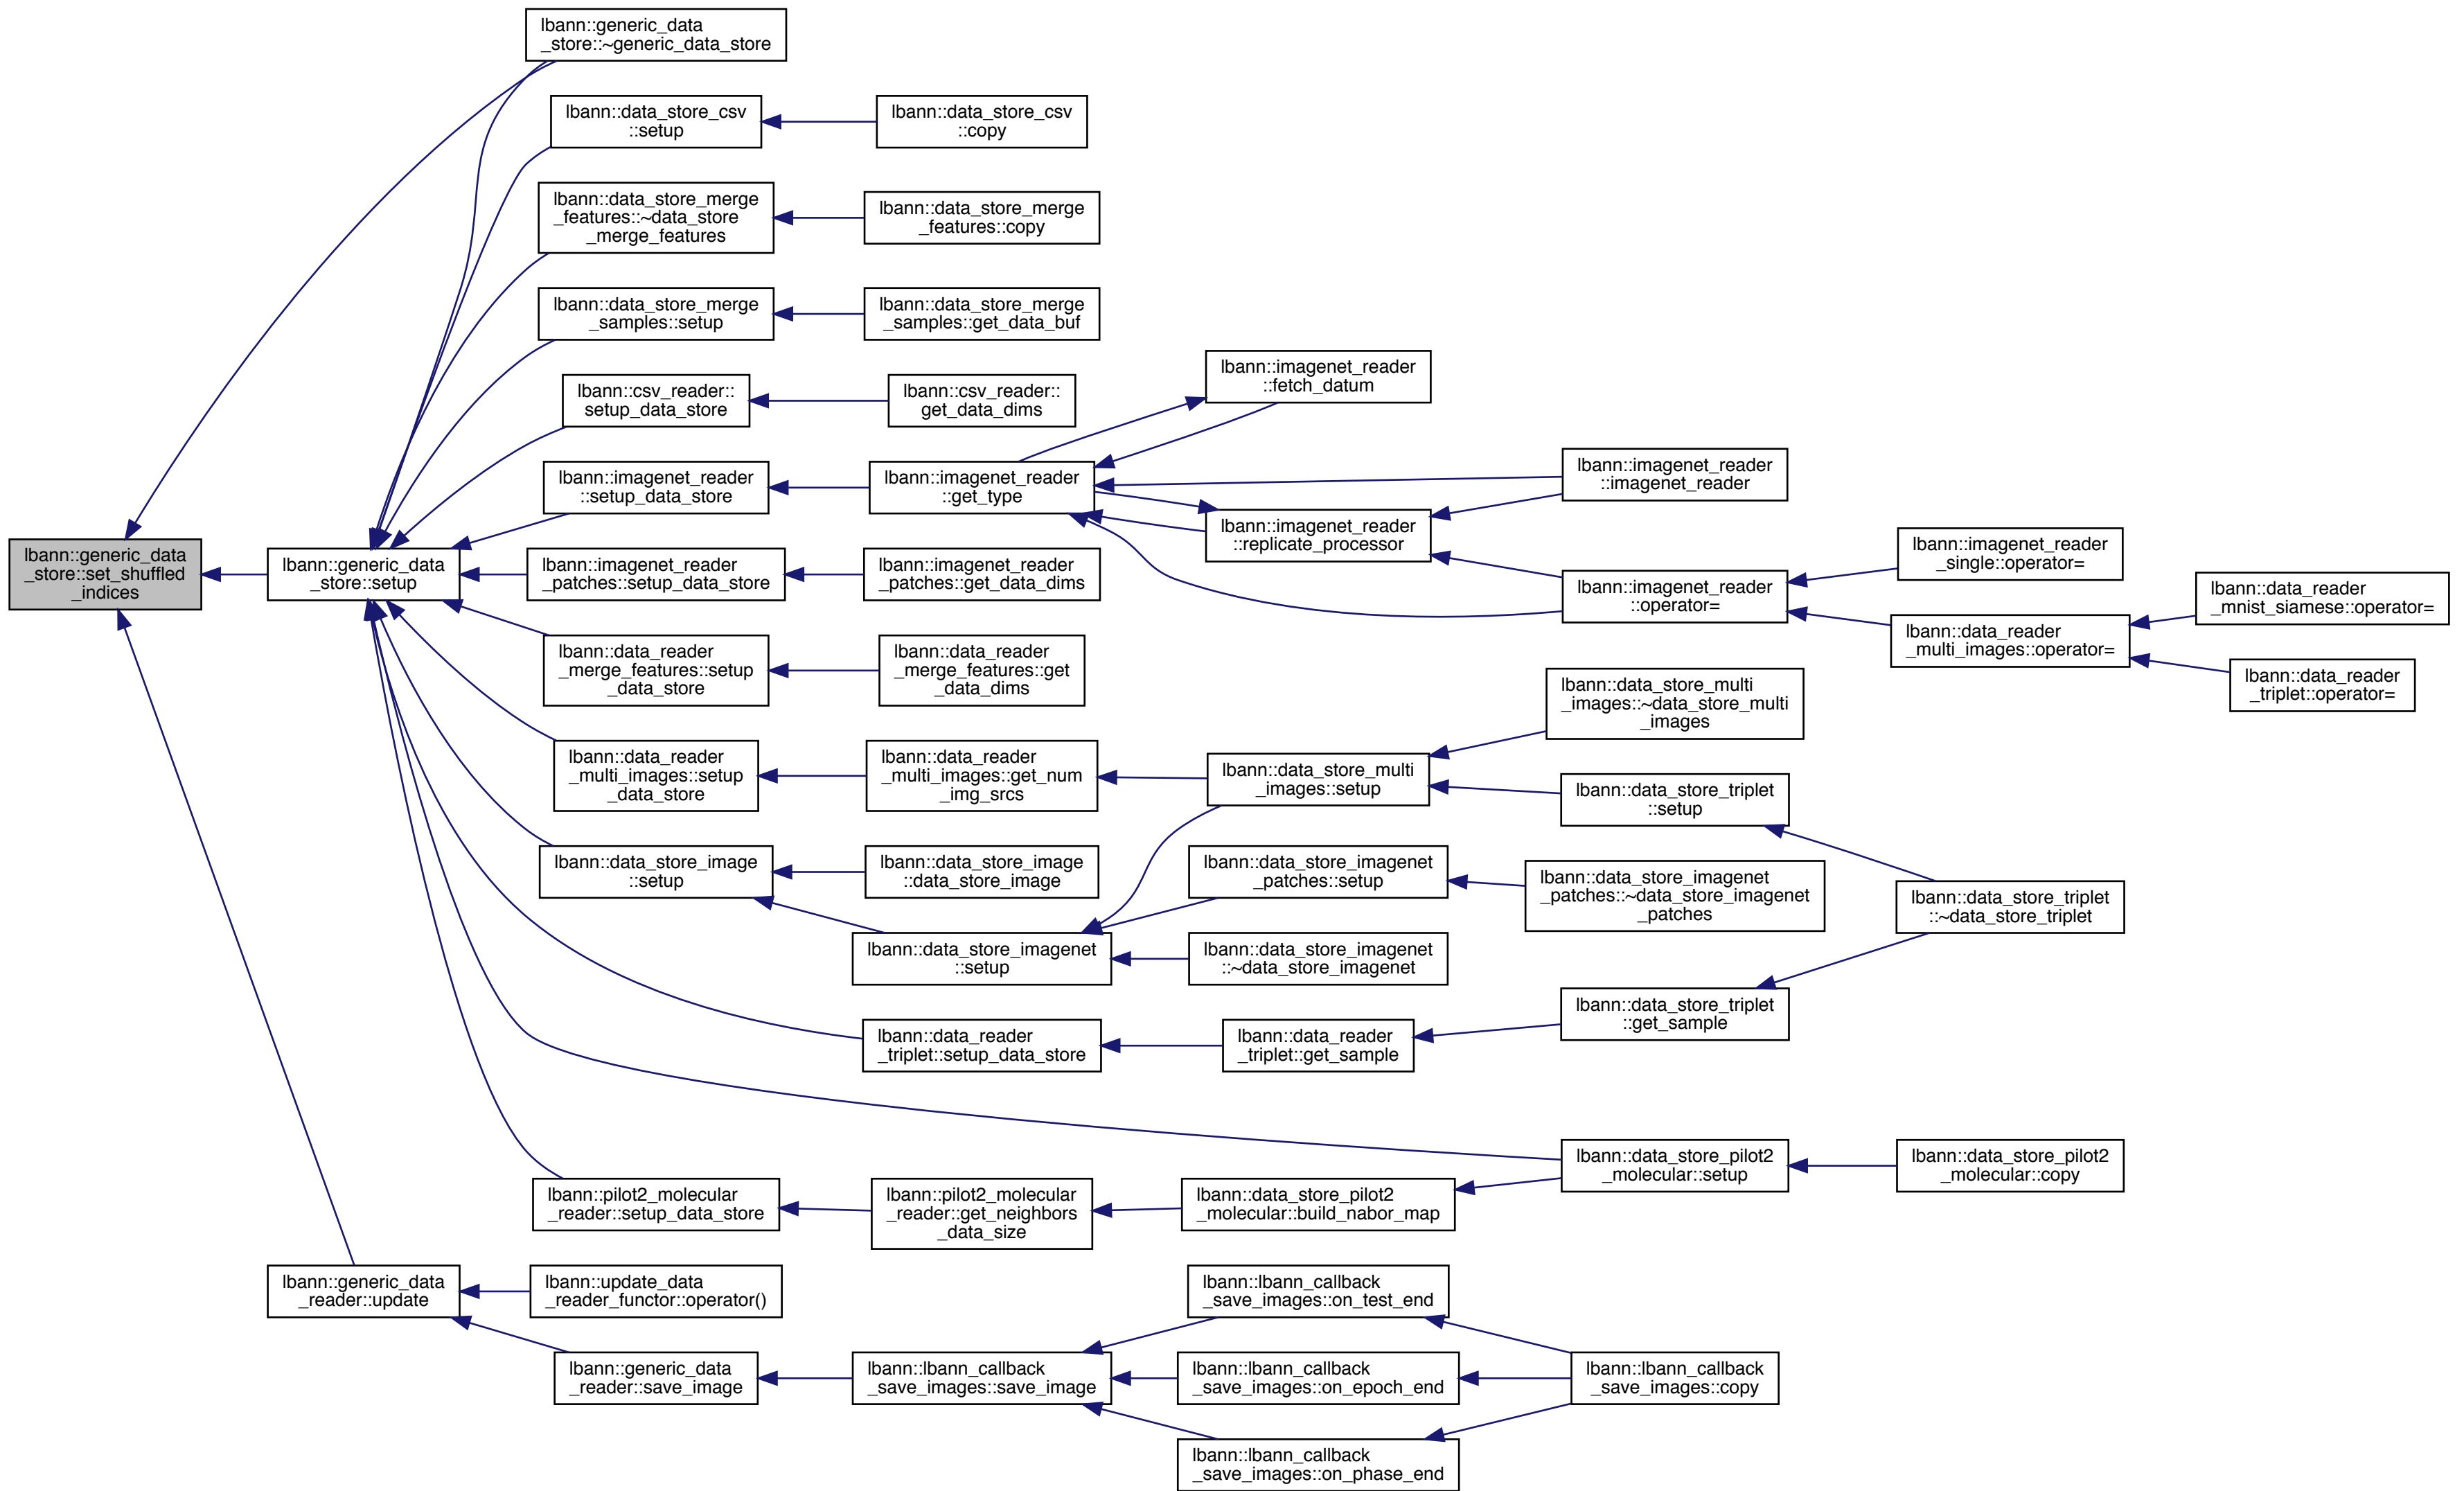 lbann::generic_data
_store::~generic_data_store
lbann::data_store_csv
::setup
lbann::data_store_csv
::copy
lbann::data_store_merge
_features::~data_store
_merge_features
lbann::data_store_merge
_features::copy
lbann::data_store_merge
_samples::setup
lbann::data_store_merge
_samples::get_data_buf
lbann::csv_reader::
setup_data_store
lbann::csv_reader::
get_data_dims
lbann::imagenet_reader
::fetch_datum
lbann::imagenet_reader
::setup_data_store
lbann::imagenet_reader
::get_type
lbann::imagenet_reader
::imagenet_reader
lbann::imagenet_reader
::replicate_processor
lbann::generic_data
_store::set_shuffled
_indices
lbann::generic_data
_store::setup
lbann::imagenet_reader
_patches::setup_data_store
lbann::imagenet_reader
_patches::get_data_dims
lbann::imagenet_reader
::operator=
lbann::imagenet_reader
_single::operator=
lbann::data_reader
_multi_images::operator=
lbann::data_reader
_mnist_siamese::operator=
lbann::data_reader
_triplet::operator=
lbann::data_reader
_merge_features::setup
_data_store
lbann::data_reader
_merge_features::get
_data_dims
lbann::data_store_multi
_images::~data_store_multi
_images
lbann::data_reader
_multi_images::setup
_data_store
lbann::data_reader
_multi_images::get_num
_img_srcs
lbann::data_store_multi
_images::setup
lbann::data_store_triplet
::setup
lbann::data_store_image
::setup
lbann::data_store_image
::data_store_image
lbann::data_store_imagenet
_patches::setup
lbann::data_store_imagenet
_patches::~data_store_imagenet
_patches
lbann::data_store_triplet
::~data_store_triplet
lbann::data_store_imagenet
::setup
lbann::data_store_imagenet
::~data_store_imagenet
lbann::data_reader
_triplet::setup_data_store
lbann::data_reader
_triplet::get_sample
lbann::data_store_triplet
::get_sample
lbann::data_store_pilot2
_molecular::setup
lbann::data_store_pilot2
_molecular::copy
lbann::pilot2_molecular
_reader::setup_data_store
lbann::pilot2_molecular
_reader::get_neighbors
_data_size
lbann::data_store_pilot2
_molecular::build_nabor_map
lbann::generic_data
_reader::update
lbann::update_data
_reader_functor::operator()
lbann::lbann_callback
_save_images::on_test_end
lbann::generic_data
_reader::save_image
lbann::lbann_callback
_save_images::save_image
lbann::lbann_callback
_save_images::on_epoch_end
lbann::lbann_callback
_save_images::copy
lbann::lbann_callback
_save_images::on_phase_end